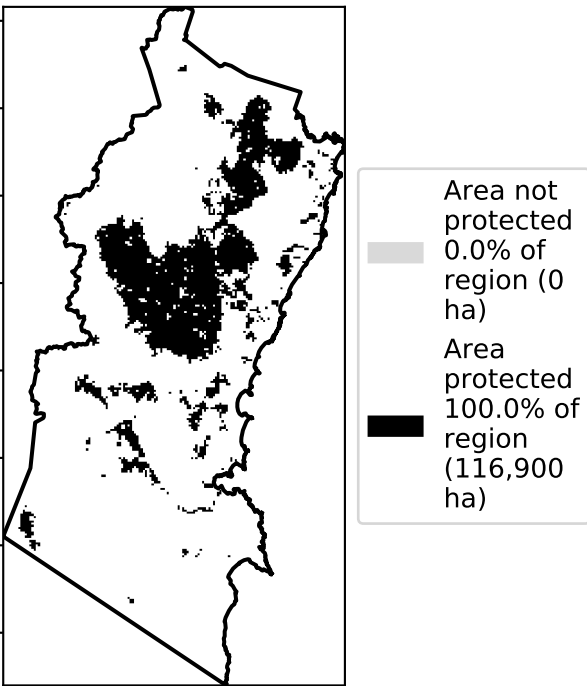 Area not
protected
0.0% of
region (0
ha)
Area
protected
100.0% of
region
(116,900
ha)